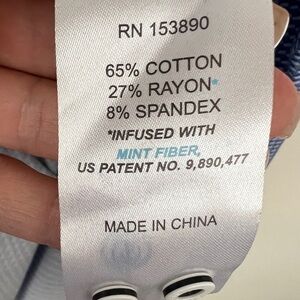 RN 153890
65% COTTON
27% RAYON*
8% SPANDEX
*INFUSED WITH
MINT FIBER,
US PATENT NO. 9,890,477
MADE IN CHINA